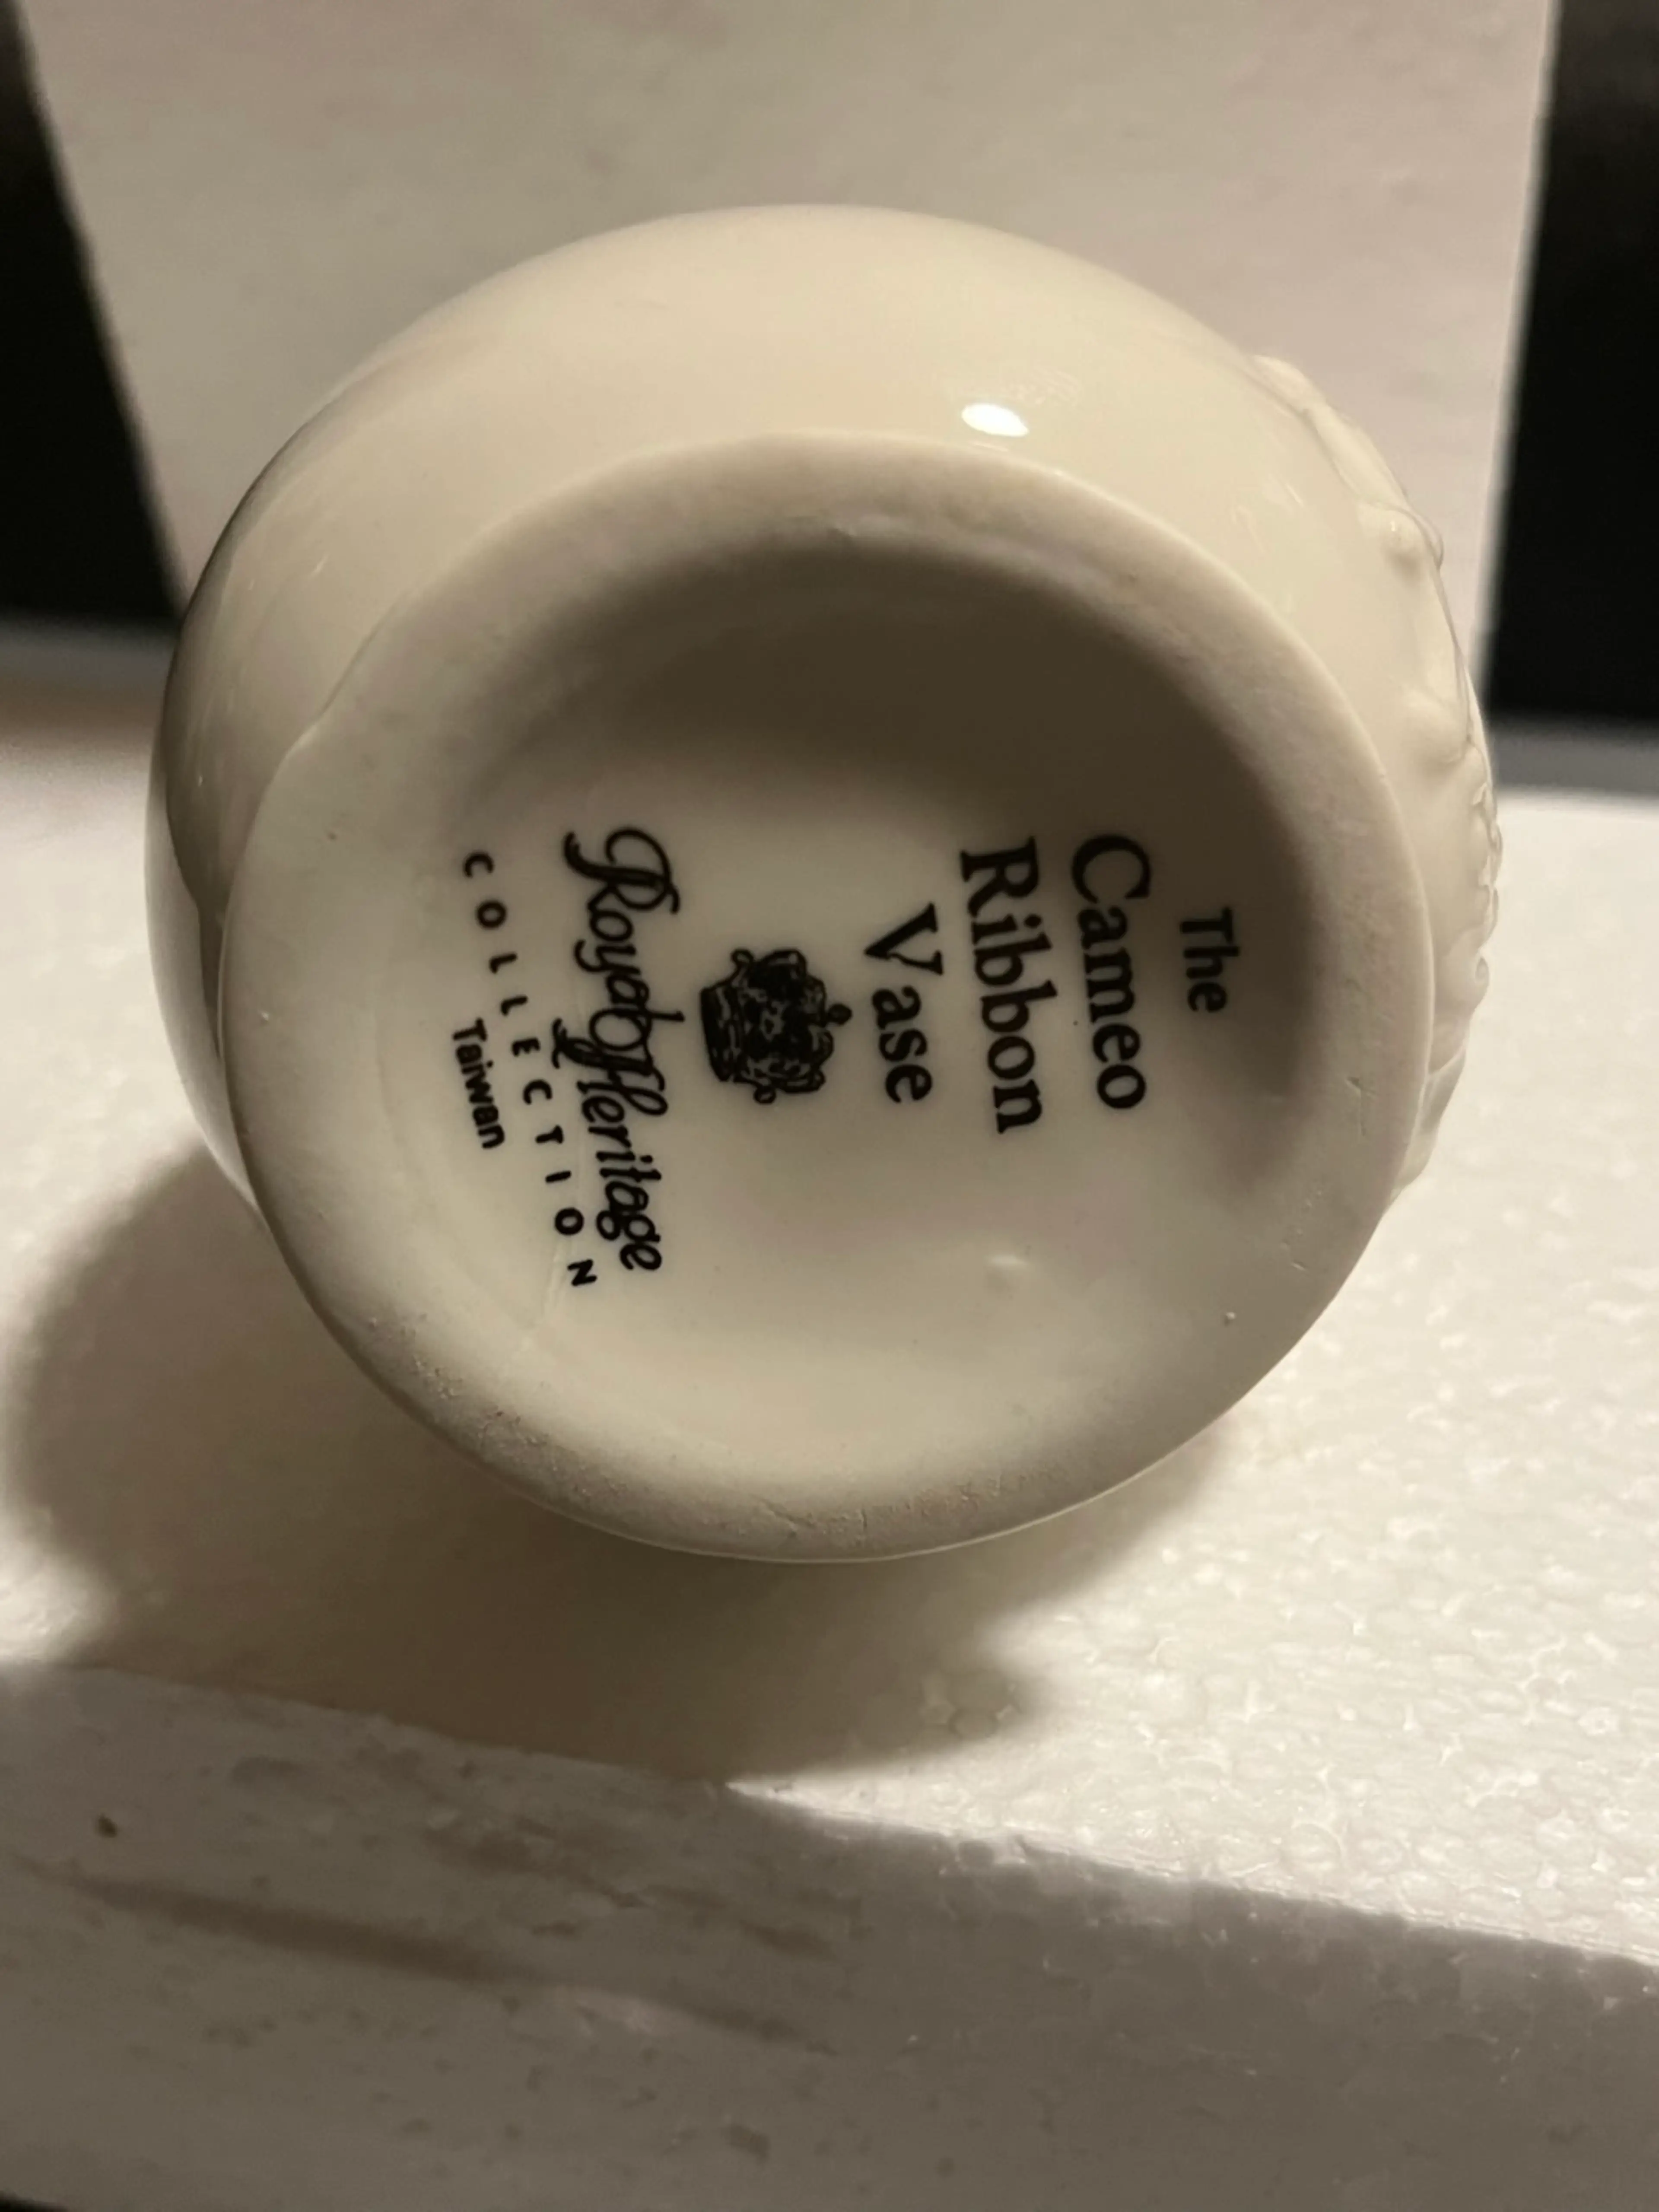 The
Cameo
Ribbon
Vase
Royal Heritage
COLLECTION
Taiwan